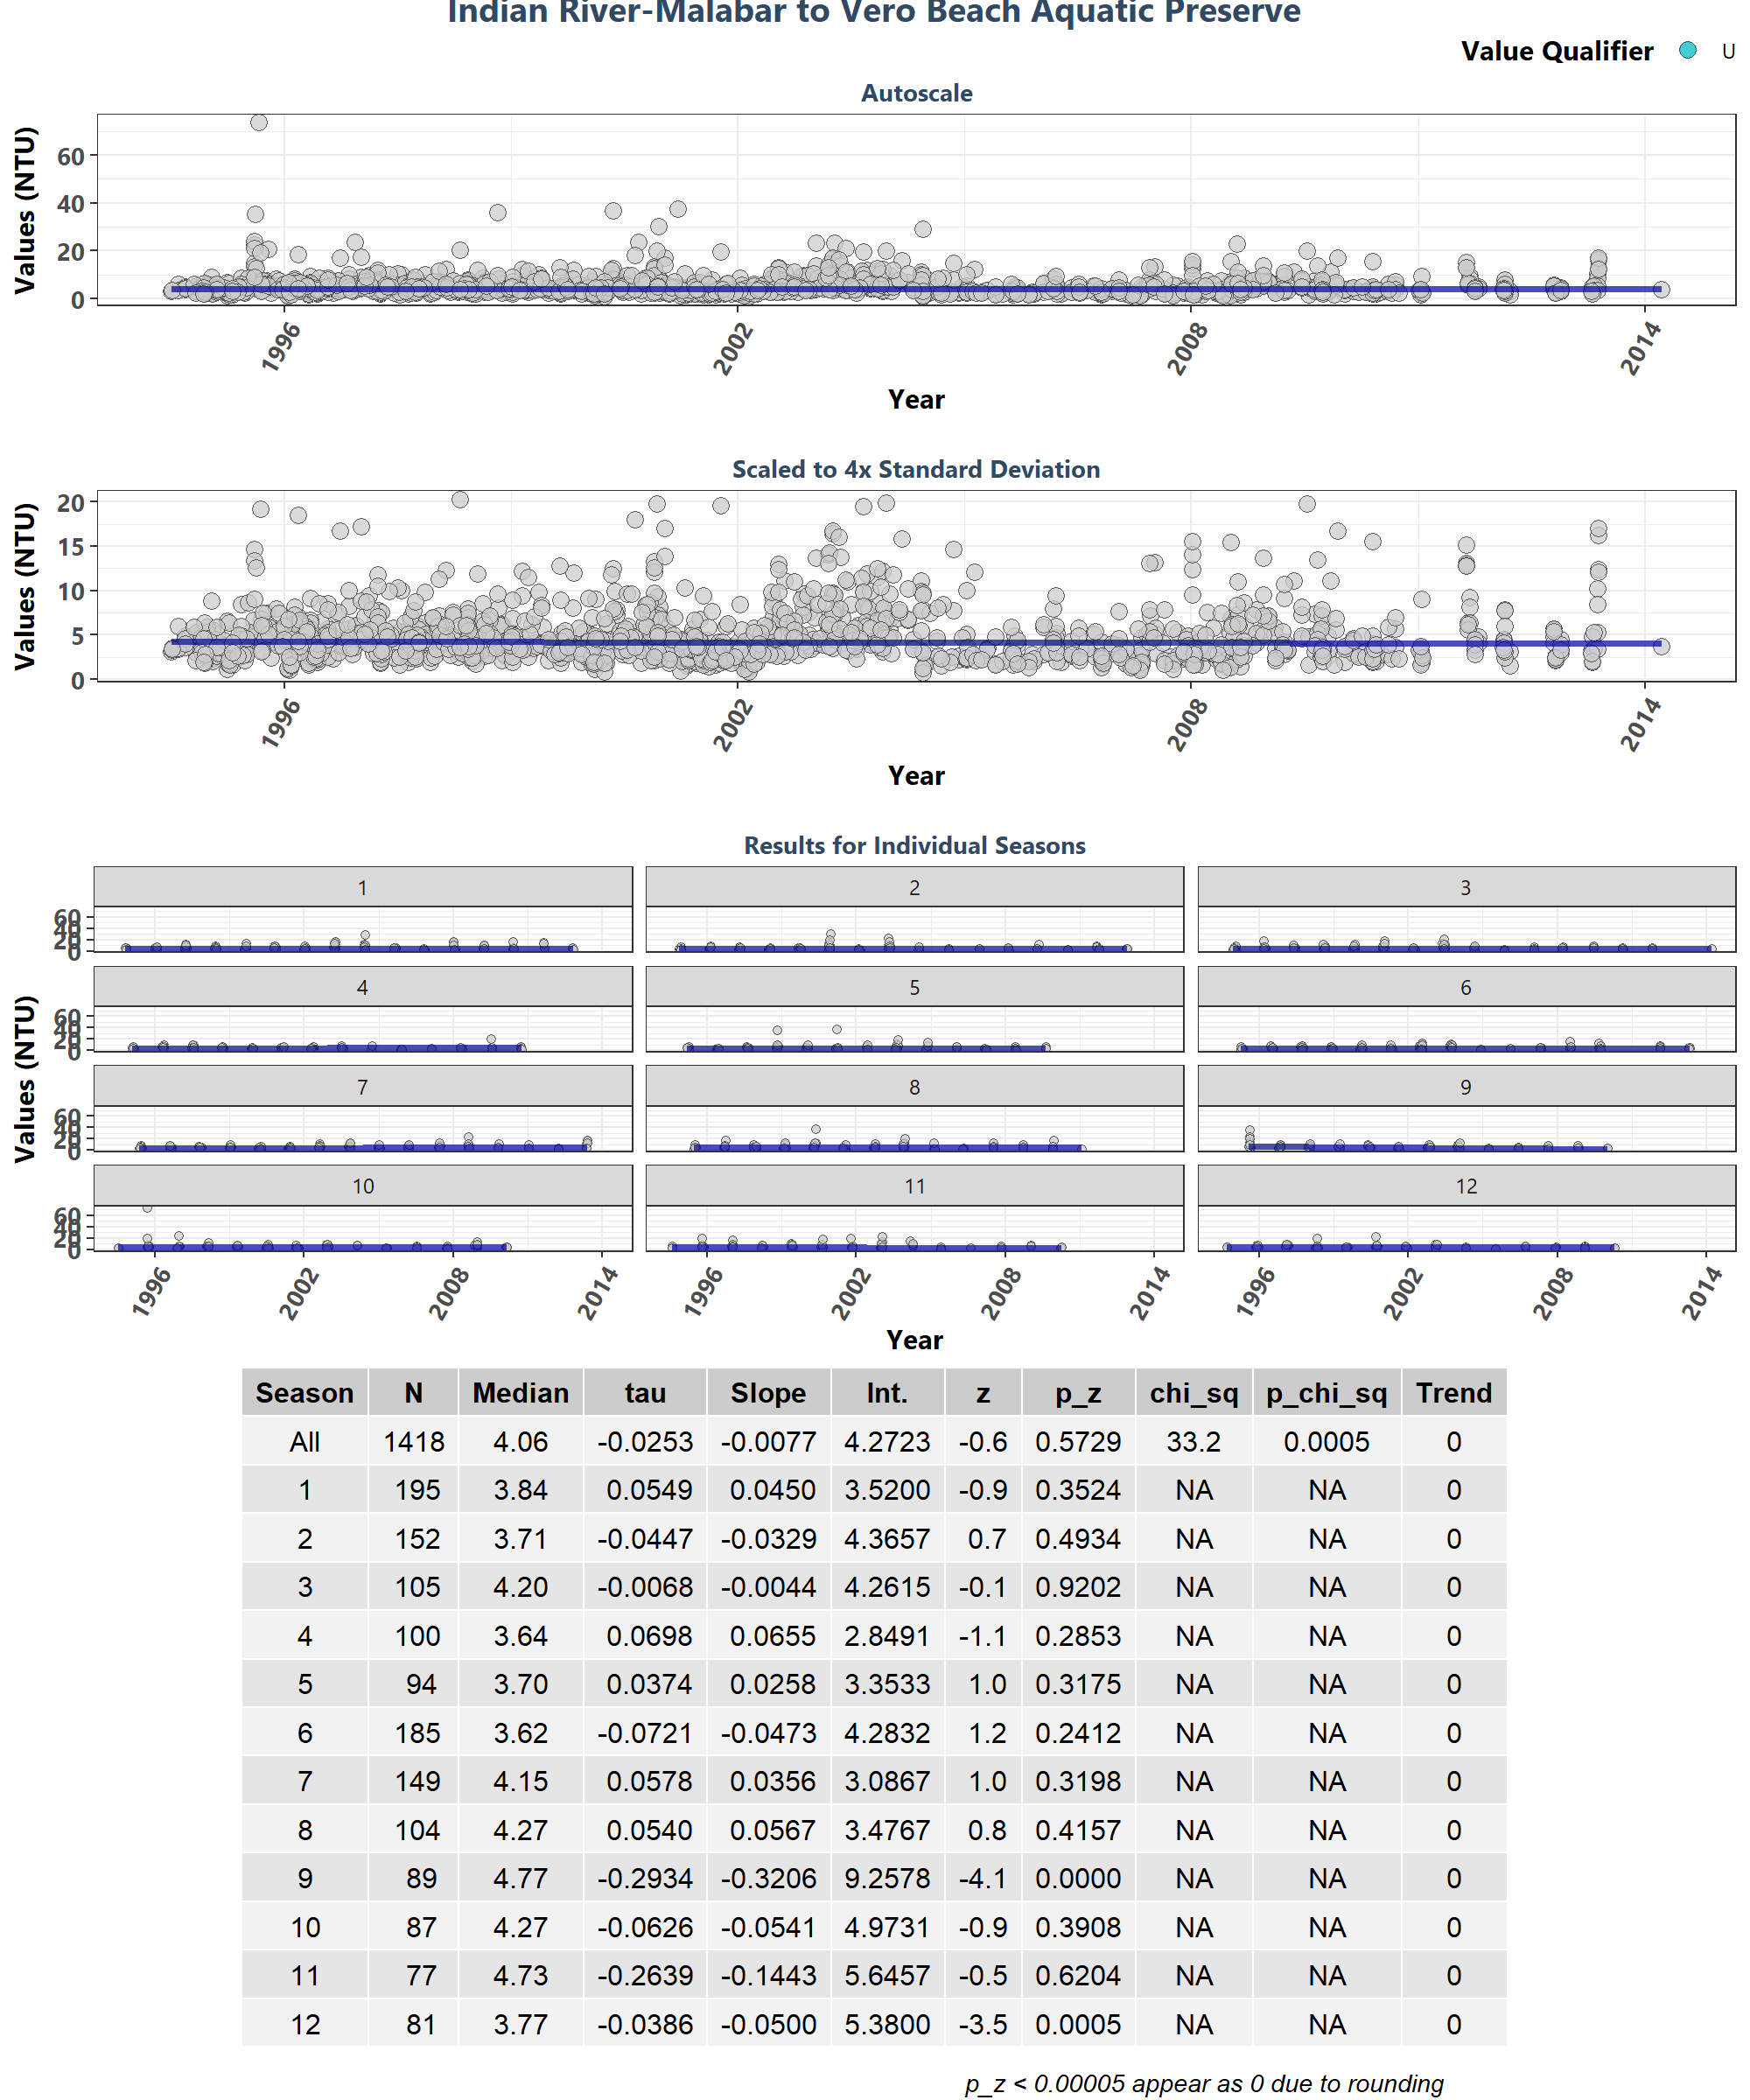 Indian River-Malabar to Vero Beach Aquatic Preserve
Value Qualifier U
Autoscale
Values (NTU)
60
40
20
0
1996 2002 2008 2014
Year
Scaled to 4x Standard Deviation
Values (NTU)
20
15
10
5
0
1996 2002 2008 2014
Year
Results for Individual Seasons
Values (NTU)
1 2 3
60
40
20
0
4 5 6
60
40
20
0
7 8 9
60
40
20
0
10 11 12
60
40
20
0
1996 2002 2008 2014 1996 2002 2008 2014 1996 2002 2008 2014
Year
Season N Median tau Slope Int. z p_z chi_sq p_chi_sq Trend
All 1418 4.06 -0.0253 -0.0077 4.2723 -0.6 0.5729 33.2 0.0005 0
1 195 3.84 0.0549 0.0450 3.5200 -0.9 0.3524 NA NA 0
2 152 3.71 -0.0447 -0.0329 4.3657 0.7 0.4934 NA NA 0
3 105 4.20 -0.0068 -0.0044 4.2615 -0.1 0.9202 NA NA 0
4 100 3.64 0.0698 0.0655 2.8491 -1.1 0.2853 NA NA 0
5 94 3.70 0.0374 0.0258 3.3533 1.0 0.3175 NA NA 0
6 185 3.62 -0.0721 -0.0473 4.2832 1.2 0.2412 NA NA 0
7 149 4.15 0.0578 0.0356 3.0867 1.0 0.3198 NA NA 0
8 104 4.27 0.0540 0.0567 3.4767 0.8 0.4157 NA NA 0
9 89 4.77 -0.2934 -0.3206 9.2578 -4.1 0.0000 NA NA 0
10 87 4.27 -0.0626 -0.0541 4.9731 -0.9 0.3908 NA NA 0
11 77 4.73 -0.2639 -0.1443 5.6457 -0.5 0.6204 NA NA 0
12 81 3.77 -0.0386 -0.0500 5.3800 -3.5 0.0005 NA NA 0
p_z < 0.00005 appear as 0 due to rounding